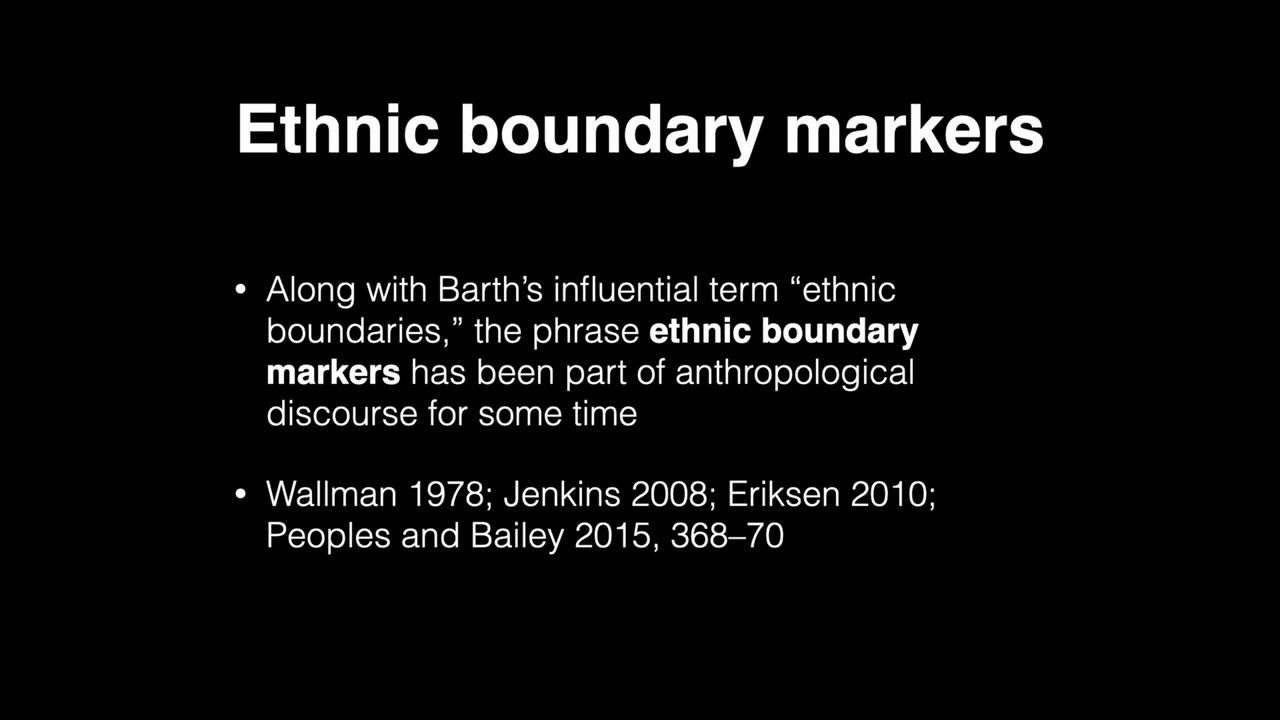 Ethnic boundary markers
• Along with Barth’s influential term “ethnic
boundaries,” the phrase ethnic boundary
markers has been part of anthropological
discourse for some time
• Wallman 1978; Jenkins 2008; Eriksen 2010;
Peoples and Bailey 2015, 368–70